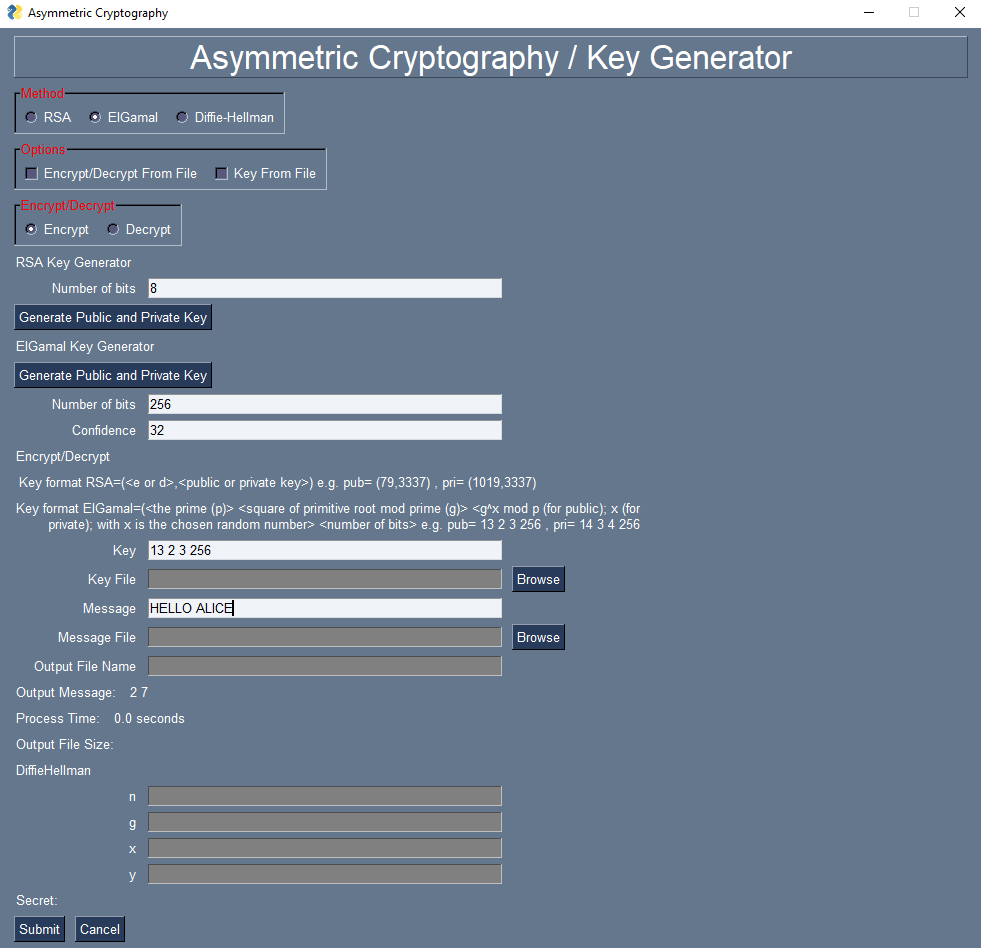 Asymmetric Cryptography
Asymmetric Cryptography / Key Generator
Method
RSA ElGamal Diffie-Hellman
Options
Encrypt/Decrypt From File Key From File
Encrypt/Decrypt
Encrypt Decrypt
RSA Key Generator
Number of bits 8
Generate Public and Private Key
ElGamal Key Generator
Generate Public and Private Key
Number of bits 256
Confidence 32
Encrypt/Decrypt
Key format RSA=(<e or d>,<public or private key>) e.g. pub= (79,3337) , pri= (1019,3337)
Key format ElGamal=(<the prime (p)> <square of primitive root mod prime (g)> <g^x mod p (for public); x (for
private); with x is the chosen random number> <number of bits> e.g. pub= 13 2 3 256 , pri= 14 3 4 256
Key 13 2 3 256
Key File Browse
Message HELLO ALICE
Message File Browse
Output File Name
Output Message: 2 7
Process Time: 0.0 seconds
Output File Size:
DiffieHellman
n
g
x
y
Secret:
Submit Cancel